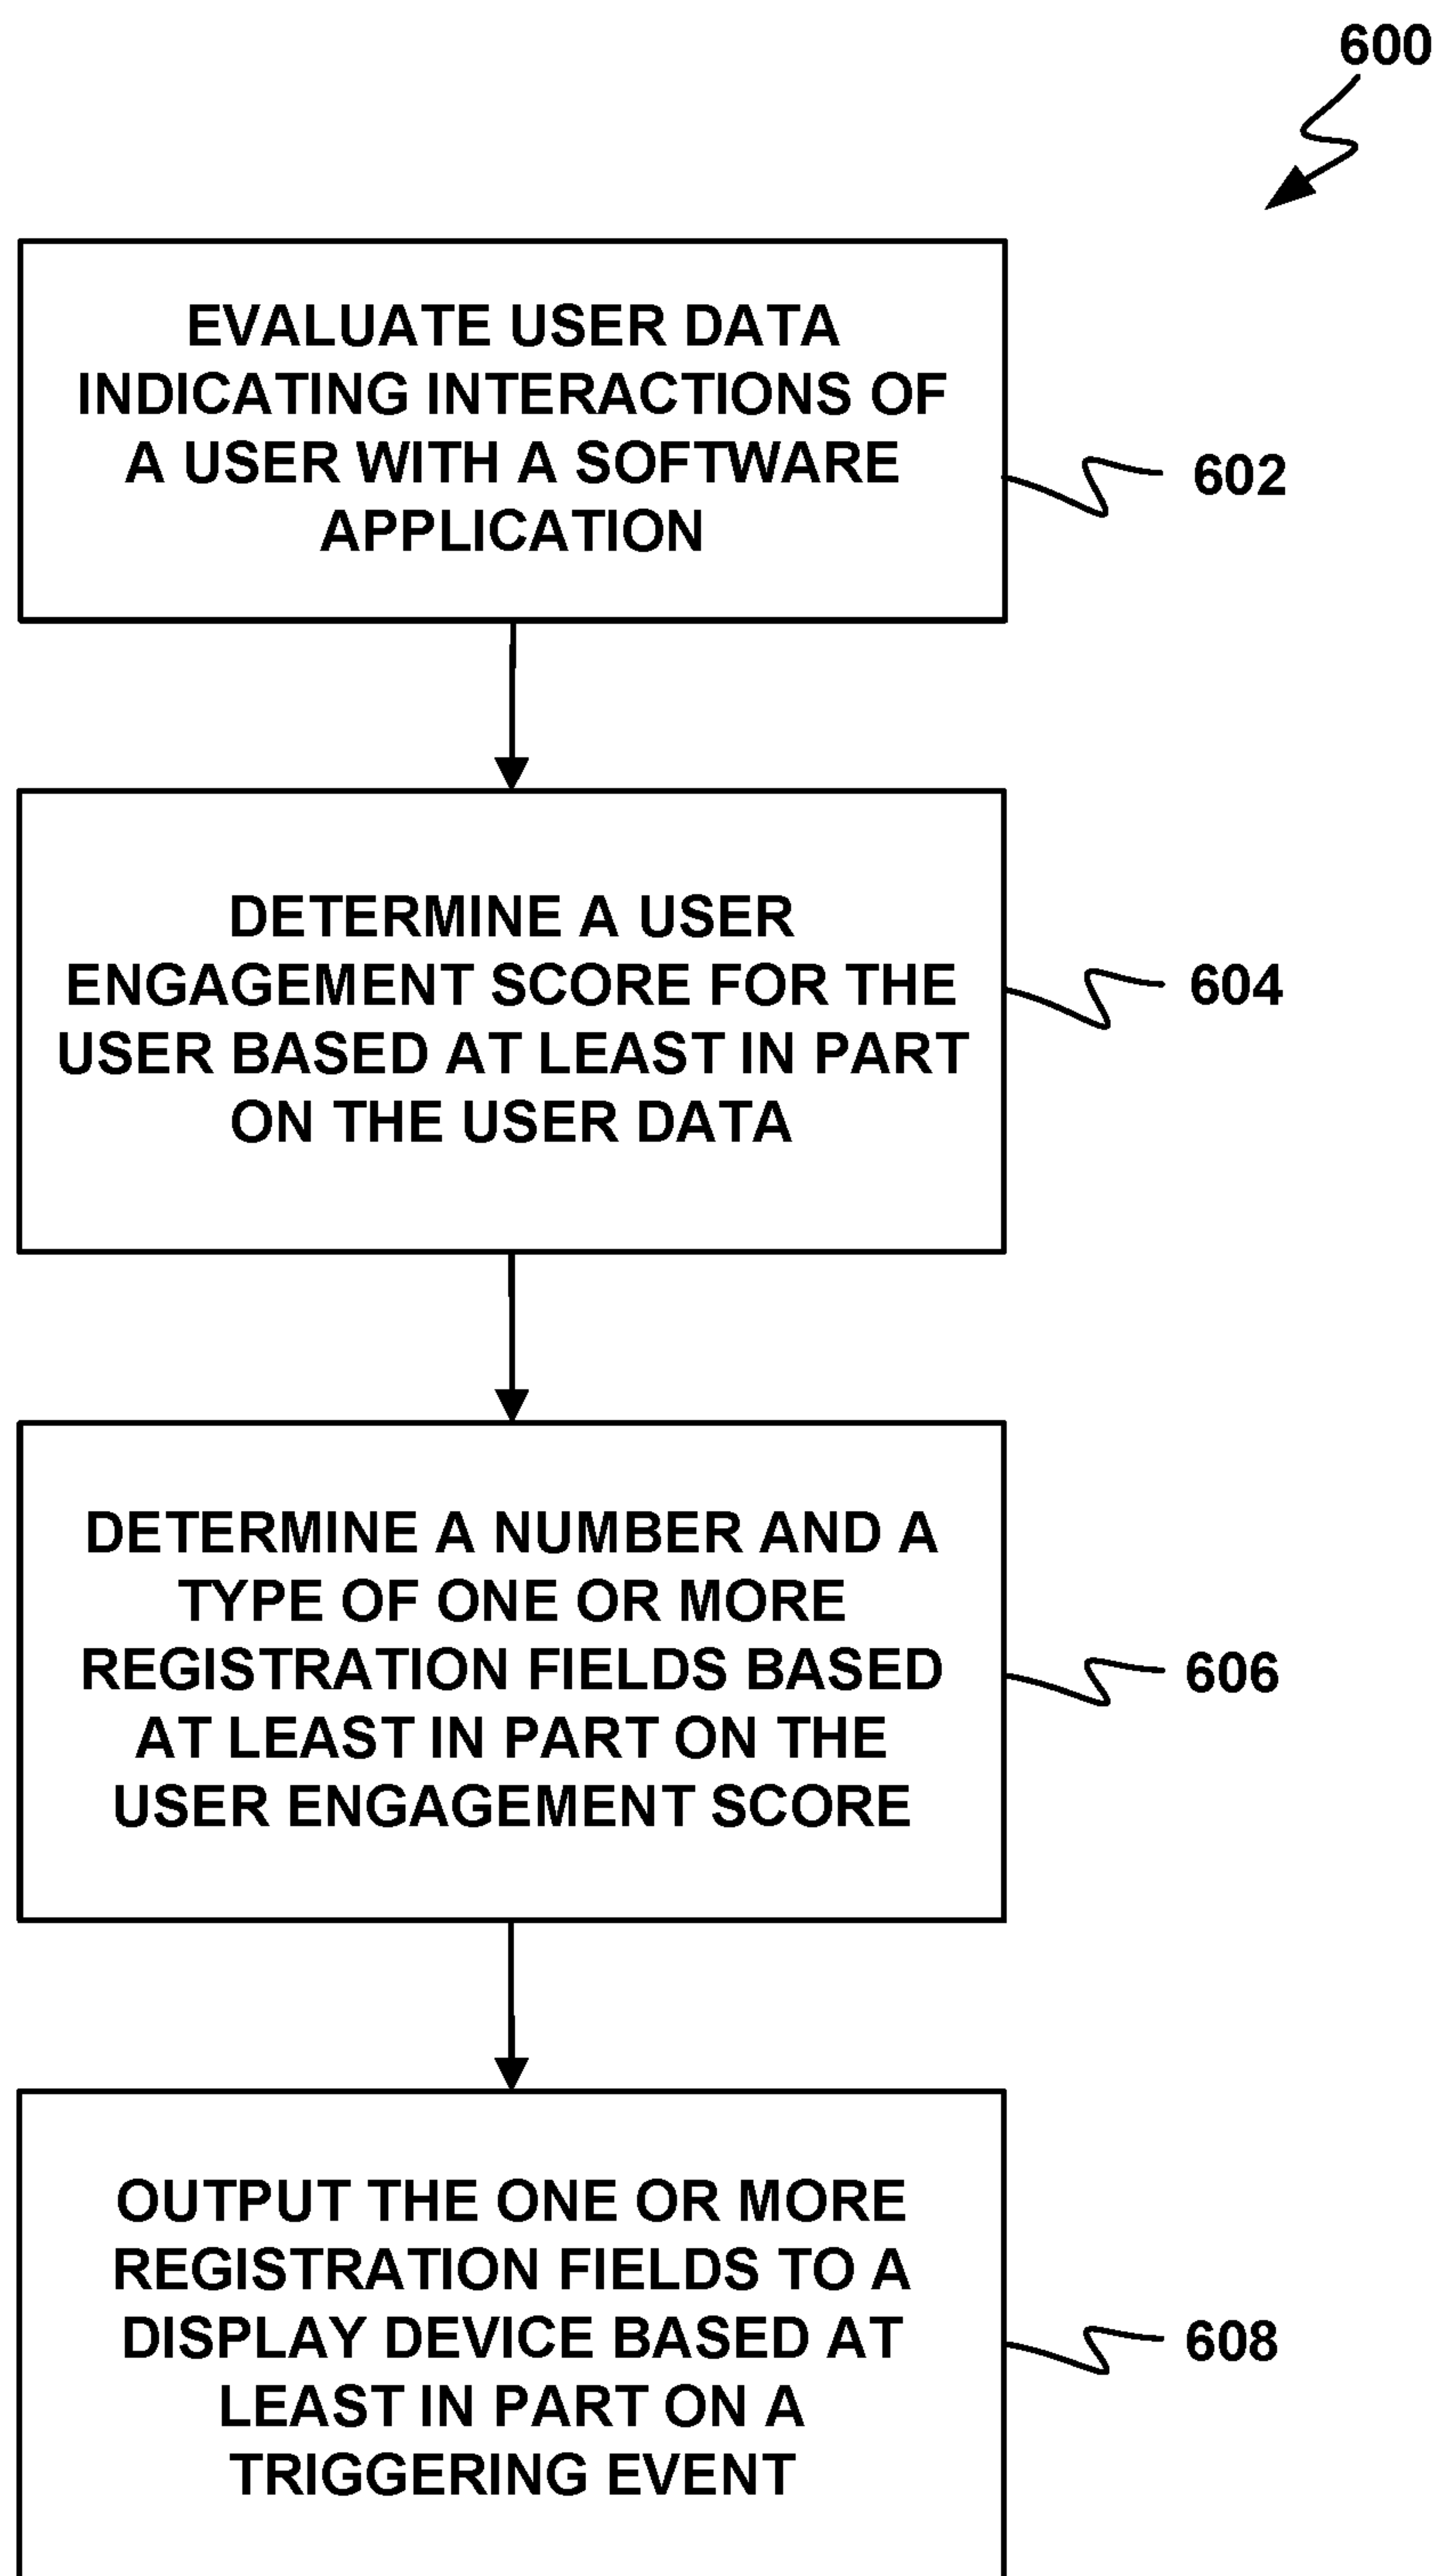 600
EVALUATE USER DATA
INDICATING INTERACTIONS OF
A USER WITH A SOFTWARE
APPLICATION
602
DETERMINE A USER
ENGAGEMENT SCORE FOR THE
USER BASED AT LEAST IN PART
ON THE USER DATA
604
DETERMINE A NUMBER AND A
TYPE OF ONE OR MORE
REGISTRATION FIELDS BASED
AT LEAST IN PART ON THE
USER ENGAGEMENT SCORE
606
OUTPUT THE ONE OR MORE
REGISTRATION FIELDS TO A
DISPLAY DEVICE BASED AT
LEAST IN PART ON A
TRIGGERING EVENT
608